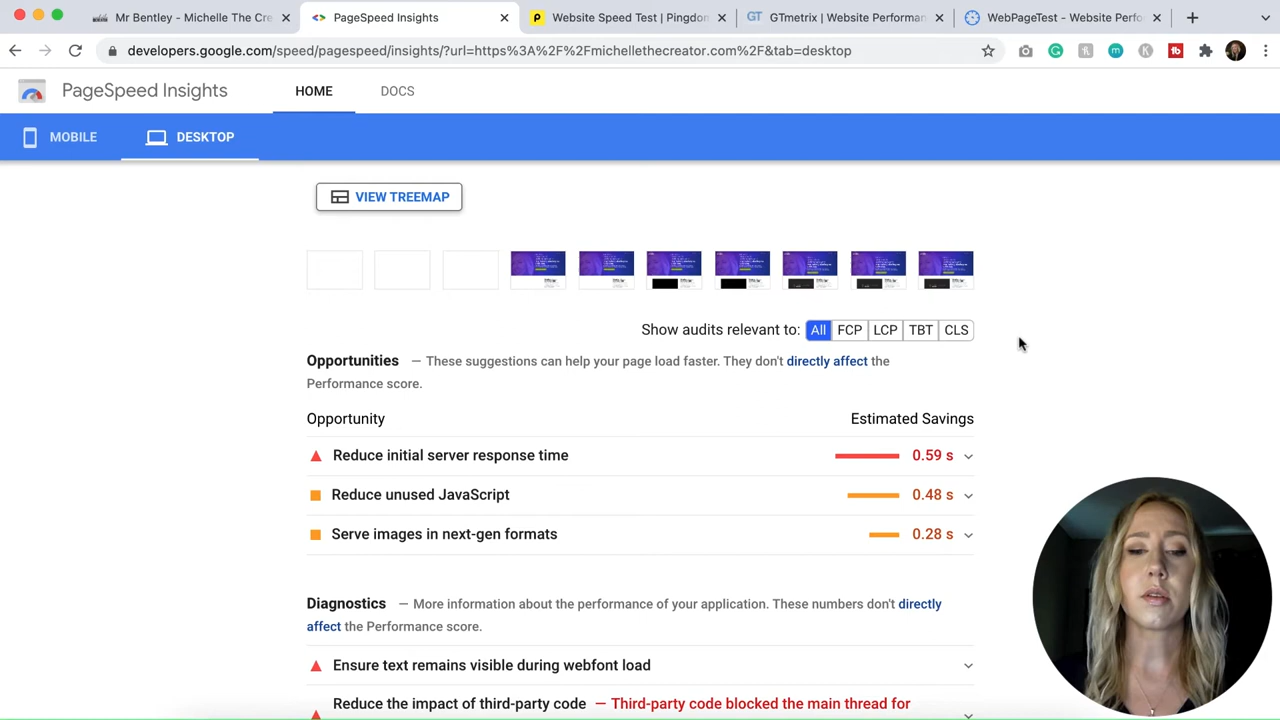 Mr Bentley - Michelle The Cre
PageSpeed Insights
Website Speed Test | Pingdom
GTmetrix | Website Performan
WebPageTest - Website Perfo
developers.google.com/speed/pagespeed/insights/?url=https%3A%2F%2Fmichellethecreator.com%2F&tab=desktop
PageSpeed Insights
HOME
DOCS
MOBILE
DESKTOP
VIEW TREEMAP
Show audits relevant to: All FCP LCP TBT CLS
Opportunities — These suggestions can help your page load faster. They don't directly affect the
Performance score.
Opportunity
Estimated Savings
Reduce initial server response time
0.59 s
Reduce unused JavaScript
0.48 s
Serve images in next-gen formats
0.28 s
Diagnostics — More information about the performance of your application. These numbers don't directly
affect the Performance score.
Ensure text remains visible during webfont load
Reduce the impact of third-party code — Third-party code blocked the main thread for